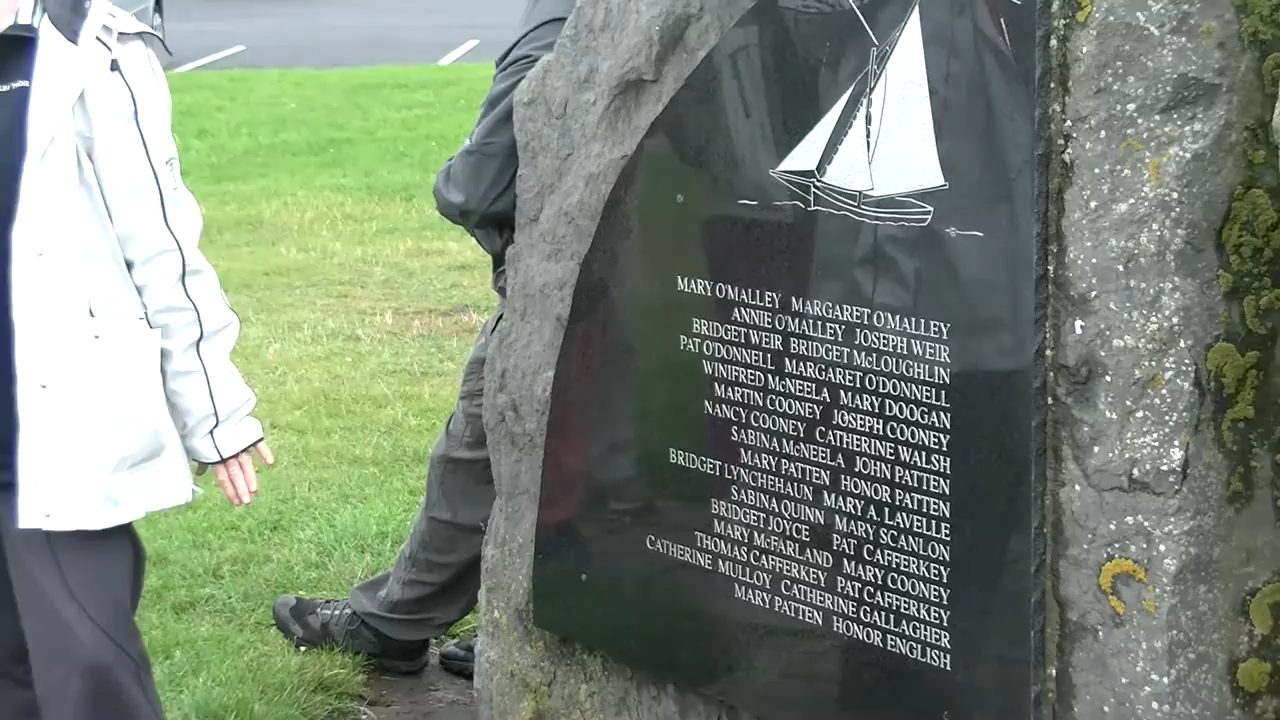 MARY O'MALLEY MARGARET O'MALLEY
ANNIE O'MALLEY JOSEPH WEIR
BRIDGET WEIR BRIDGET McLOUGHLIN
PAT O'DONNELL MARGARET O'DONNELL
WINIFRED McNEELA MARY DOOGAN
MARTIN COONEY JOSEPH COONEY
NANCY COONEY CATHERINE WALSH
SABINA McNEELA JOHN PATTEN
MARY PATTEN HONOR PATTEN
BRIDGET LYNCHEHAUN MARY A. LAVELLE
SABINA QUINN MARY SCANLON
BRIDGET JOYCE PAT CAFFERKEY
MARY McFARLAND MARY COONEY
THOMAS CAFFERKEY PAT CAFFERKEY
CATHERINE MULLOY CATHERINE GALLAGHER
MARY PATTEN HONOR ENGLISH